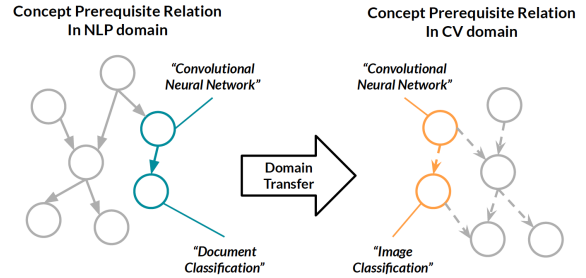 Concept Prerequisite Relation
In NLP domain
Concept Prerequisite Relation
In CV domain
“Convolutional
Neural Network”
“Convolutional
Neural Network”
Domain
Transfer
“Document
Classification”
“Image
Classification”